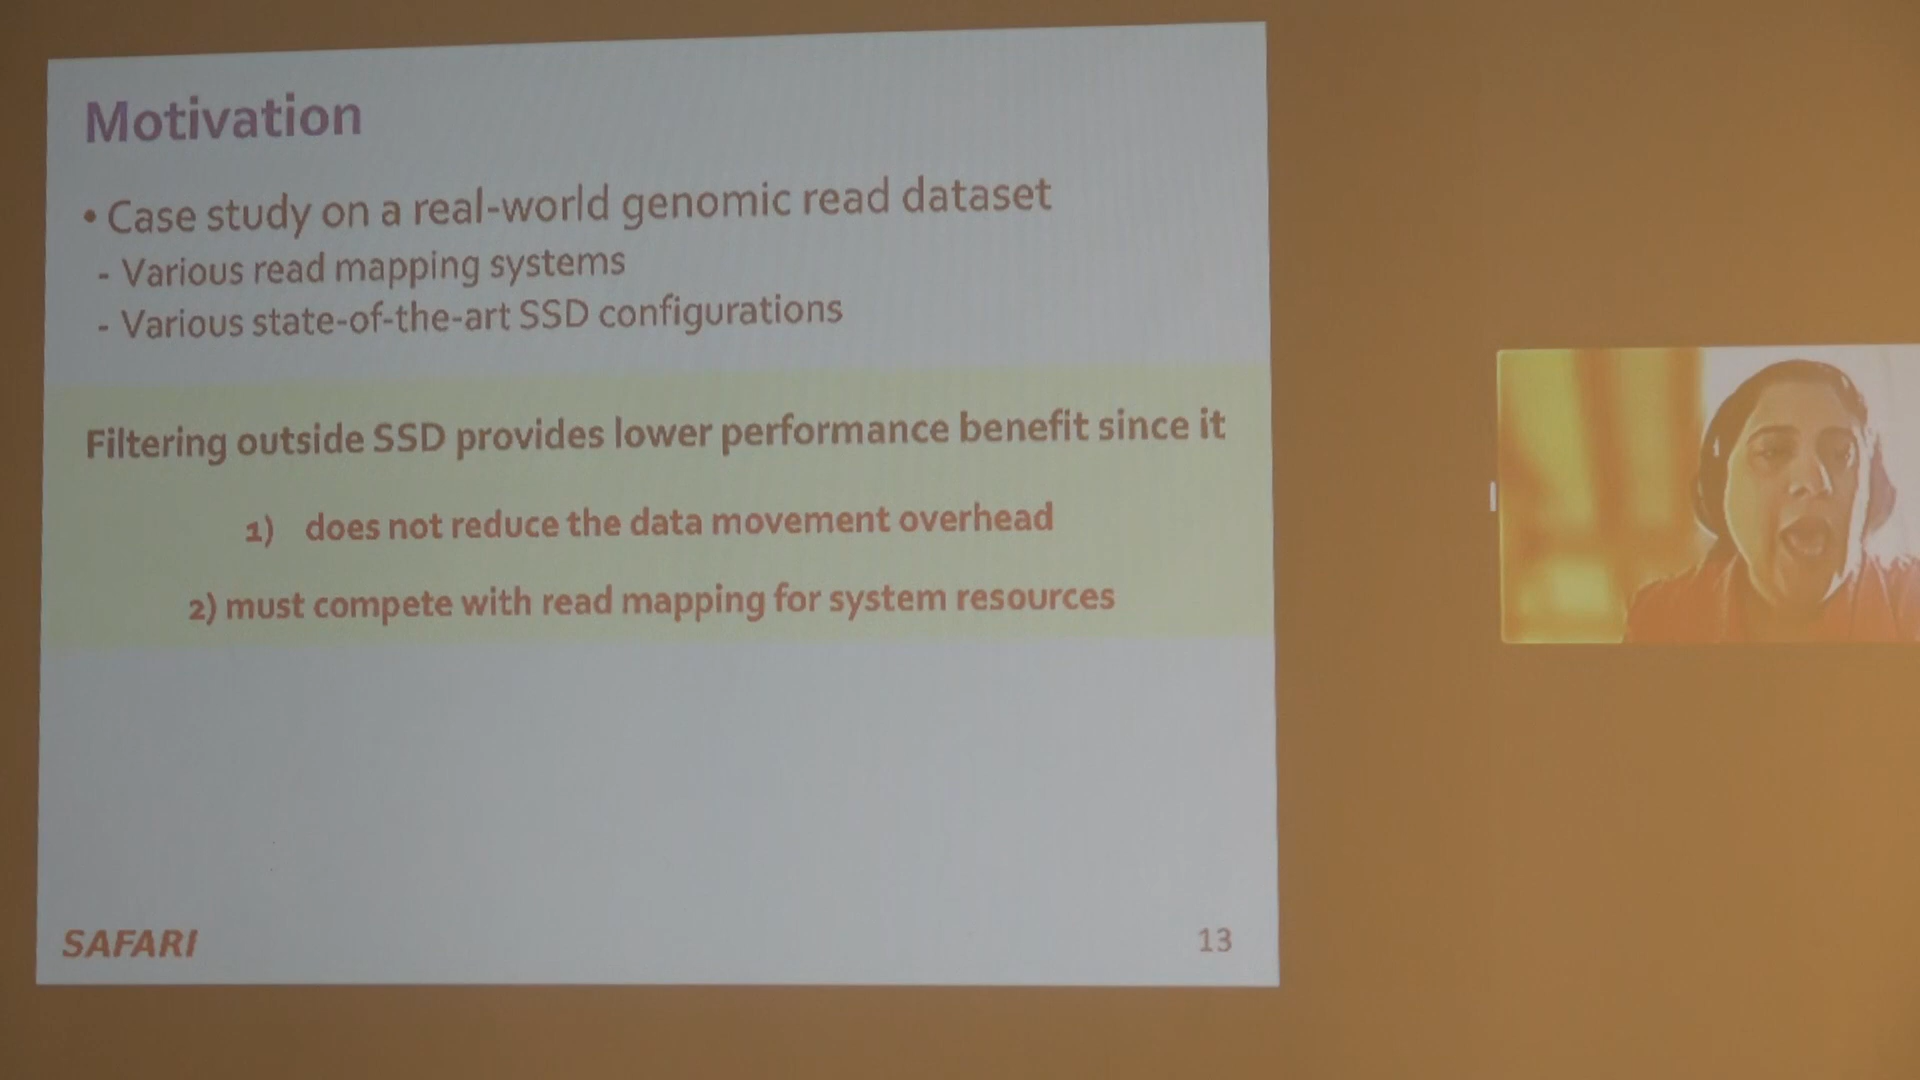 Motivation
• Case study on a real-world genomic read dataset
- Various read mapping systems
- Various state-of-the-art SSD configurations
Filtering outside SSD provides lower performance benefit since it
1) does not reduce the data movement overhead
2) must compete with read mapping for system resources
SAFARI
13